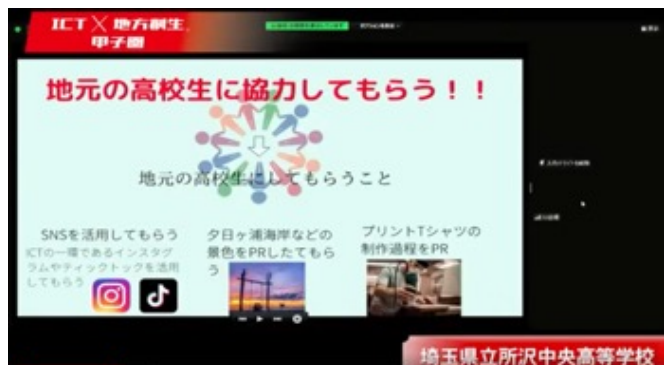 ICT×地方創生
甲子園
地元の高校生に協力してもらう！！
地元の高校生にしてもらうこと
SNSを活用してもらう
ICTの一環であるインスタグ
ラムやティックトックを活用
してもらう
夕日ヶ浦海岸などの
景色をPRしたてもら
う
プリントTシャツの
制作過程をPR
埼玉県立所沢中央高等学校